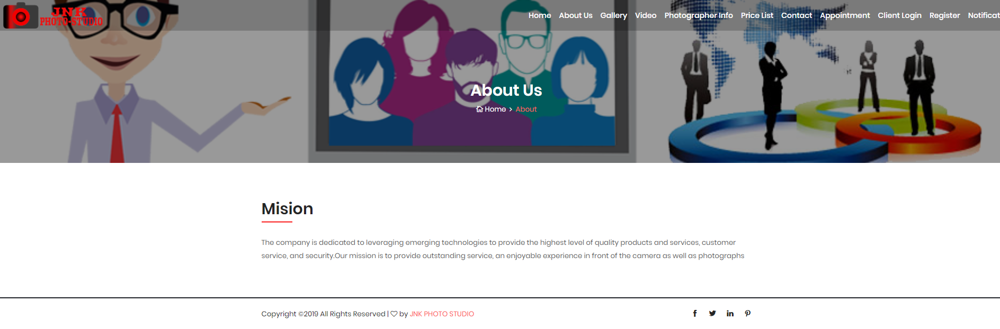 JNK
PHOTO-STUDIO
Home About Us Gallery Video Photographer Info Price List Contact Appointment Client Login Register Notificat
About Us
Home > About
Mision
The company is dedicated to leveraging emerging technologies to provide the highest level of quality products and services, customer
service, and security.Our mission is to provide outstanding service, an enjoyable experience in front of the camera as well as photographs
Copyright ©2019 All Rights Reserved | ♡ by JNK PHOTO STUDIO